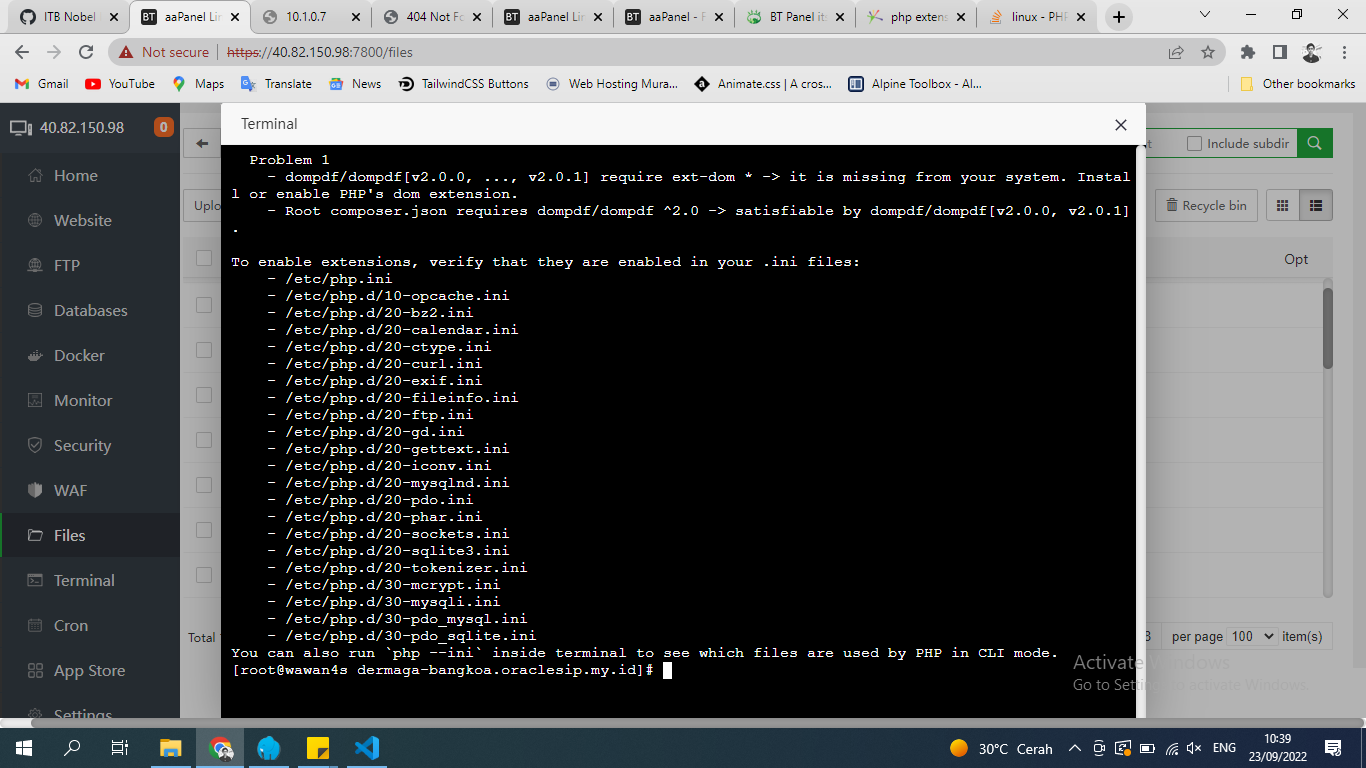 ITB Nobel
aaPanel Lin
10.1.0.7
404 Not Fo
aaPanel Lin
aaPanel - F
BT Panel its
php extens
linux - PHP
Not secure | https://40.82.150.98:7800/files
Gmail YouTube Maps Translate News TailwindCSS Buttons Web Hosting Mura... Animate.css | A cros... Alpine Toolbox - Al... Other bookmarks
40.82.150.98 0
Home
Website
FTP
Databases
Docker
Monitor
Security
WAF
Files
Terminal
Cron
App Store
Settings
Include subdir
Uplo
Recycle bin
Opt
Total
per page 100 item(s)
Terminal
Problem 1
- dompdf/dompdf[v2.0.0, ..., v2.0.1] require ext-dom * -> it is missing from your system. Instal
l or enable PHP's dom extension.
- Root composer.json requires dompdf/dompdf ^2.0 -> satisfiable by dompdf/dompdf[v2.0.0, v2.0.1]
.
To enable extensions, verify that they are enabled in your .ini files:
- /etc/php.ini
- /etc/php.d/10-opcache.ini
- /etc/php.d/20-bz2.ini
- /etc/php.d/20-calendar.ini
- /etc/php.d/20-ctype.ini
- /etc/php.d/20-curl.ini
- /etc/php.d/20-exif.ini
- /etc/php.d/20-fileinfo.ini
- /etc/php.d/20-ftp.ini
- /etc/php.d/20-gd.ini
- /etc/php.d/20-gettext.ini
- /etc/php.d/20-iconv.ini
- /etc/php.d/20-mysqlnd.ini
- /etc/php.d/20-pdo.ini
- /etc/php.d/20-phar.ini
- /etc/php.d/20-sockets.ini
- /etc/php.d/20-sqlite3.ini
- /etc/php.d/20-tokenizer.ini
- /etc/php.d/30-mcrypt.ini
- /etc/php.d/30-mysqli.ini
- /etc/php.d/30-pdo_mysql.ini
- /etc/php.d/30-pdo_sqlite.ini
You can also run `php --ini` inside terminal to see which files are used by PHP in CLI mode.
[root@wawan4s dermaga-bangkoa.oraclesip.my.id]#
Activate Windows
Go to Settings to activate Windows.
30°C Cerah
ENG
10:39
23/09/2022